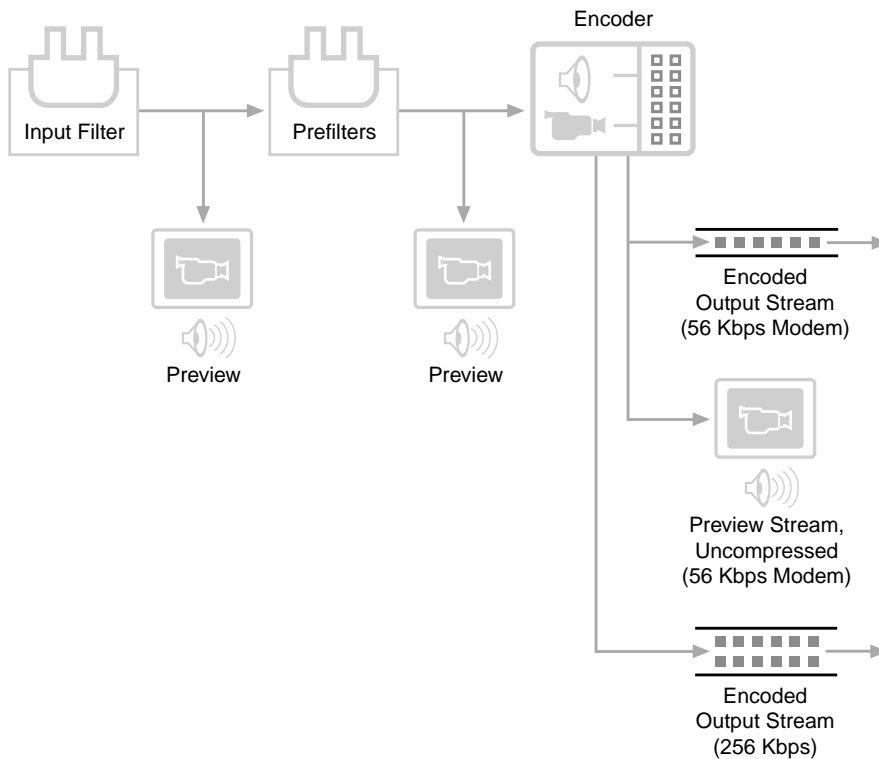 Encoder
Input Filter
Prefilters
Preview
Preview
Encoded
Output Stream
(56 Kbps Modem)
Preview Stream,
Uncompressed
(56 Kbps Modem)
Encoded
Output Stream
(256 Kbps)